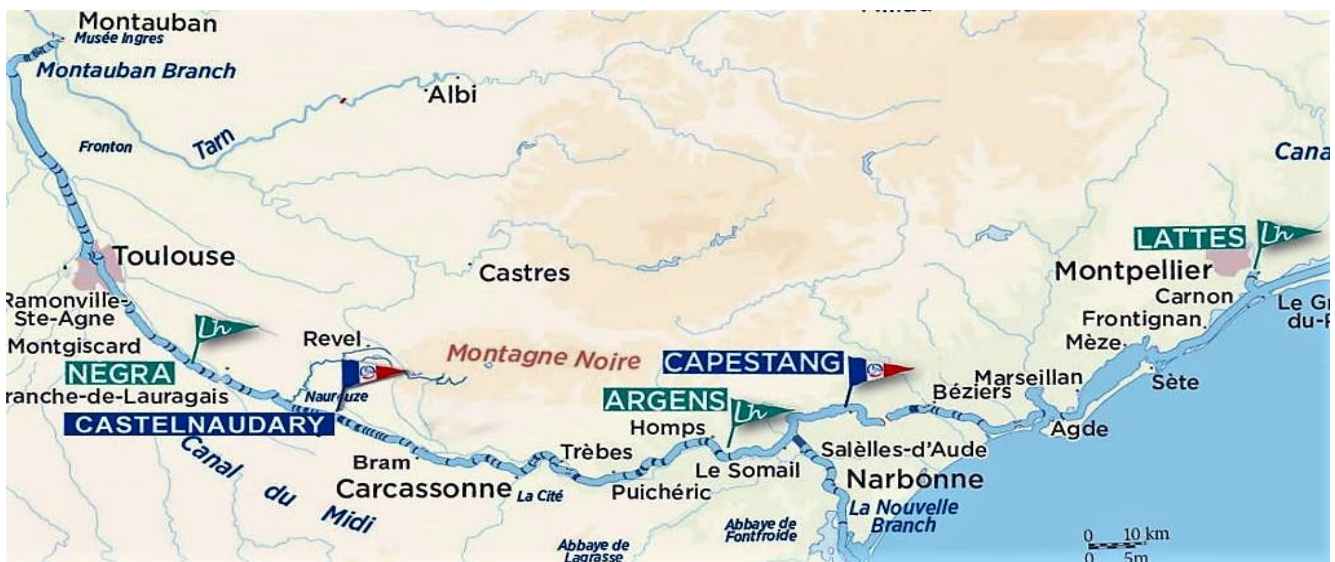 Montauban
Musée Ingres
Montauban Branch
Albi
Tarn
Fronton
Cana
LATTES
Lh
Toulouse
Montpellier
Castres
Carnon
Le G
du-P
Ramonville-
Ste-Agne
Frontignan
Lh
Revel
Montgiscard
Mèze
Montagne Noire
CAPESTANG
NEGRA
Marseillan
Sète
Naurouze
ranche-de-Lauragais
ARGENS
Lh
Béziers
CASTELNAUDARY
Homps
Agde
Canal du Midi
Trèbes
Salèlles-d'Aude
Bram
Le Somail
Carcassonne
La Cité
Puichéric
Narbonne
La Nouvelle
Branch
Abbaye de
Fontfroide
Abbaye de
Lagrasse
0 10 km
0 5m